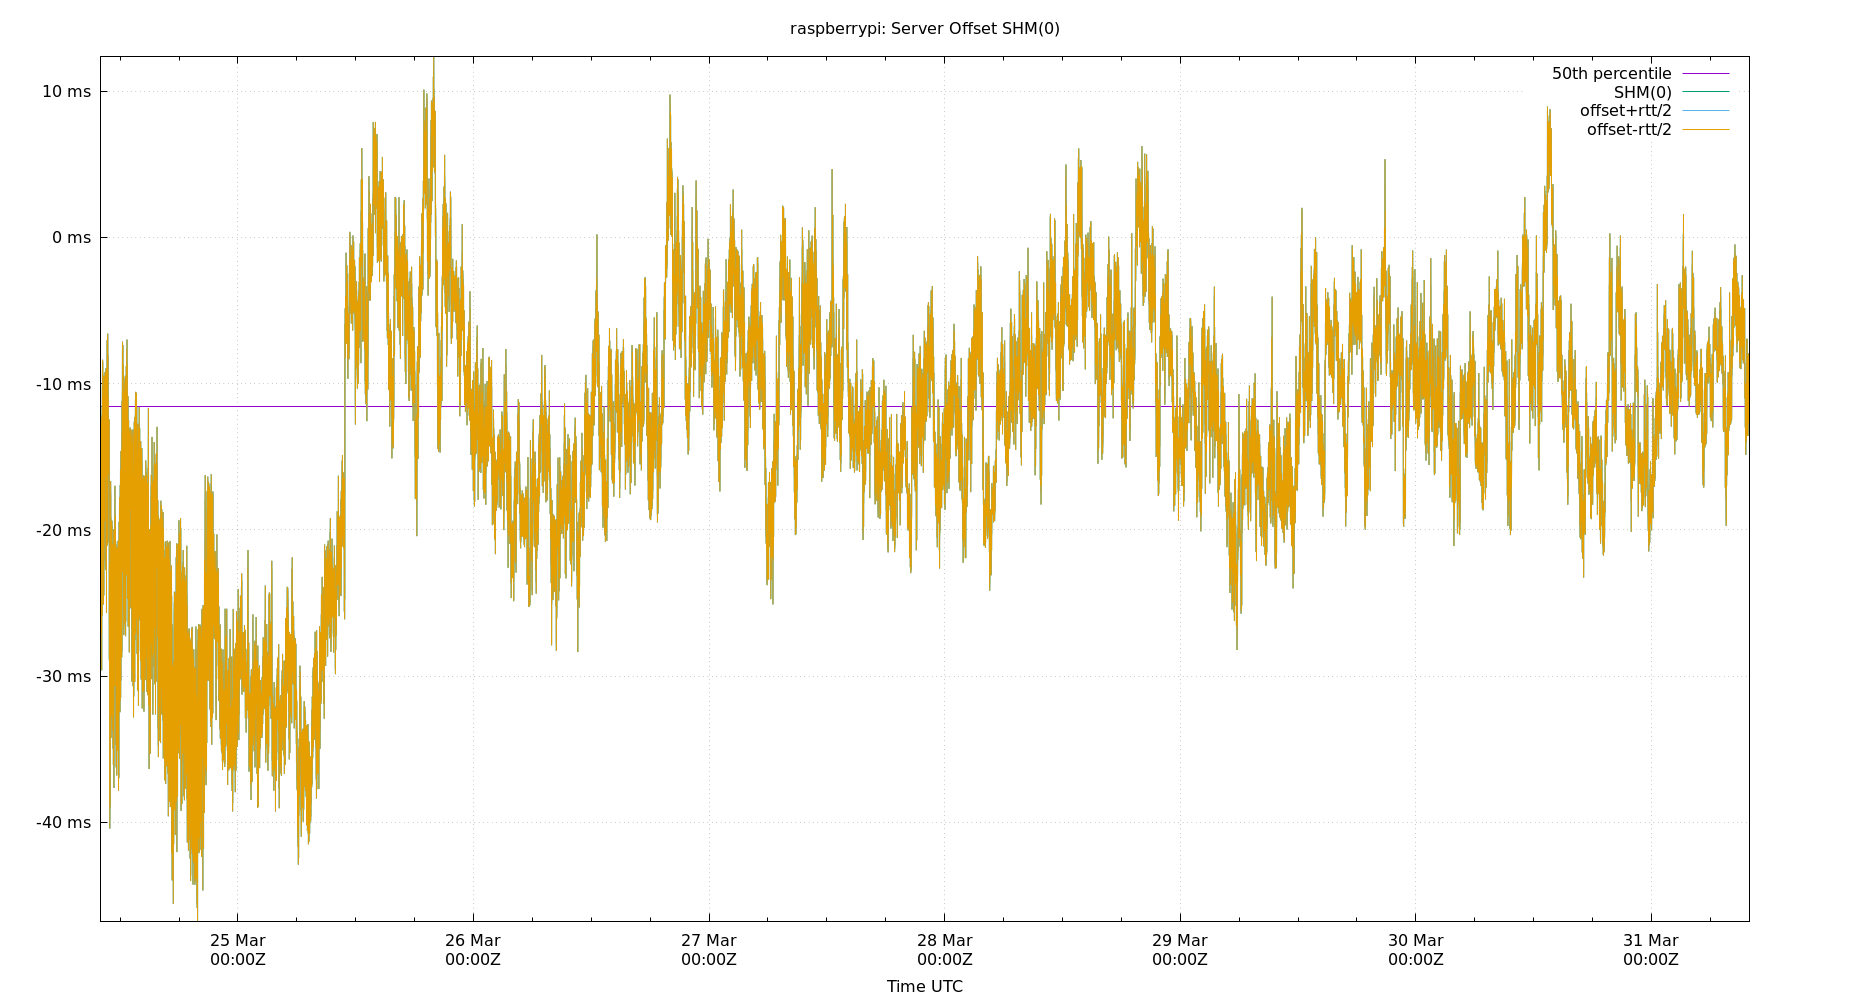 raspberrypi: Server Offset SHM(0)
50th percentile
SHM(0)
offset+rtt/2
offset-rtt/2
10 ms
0 ms
-10 ms
-20 ms
-30 ms
-40 ms
25 Mar 26 Mar 27 Mar 28 Mar 29 Mar 30 Mar 31 Mar
00:00Z 00:00Z 00:00Z 00:00Z 00:00Z 00:00Z 00:00Z
Time UTC